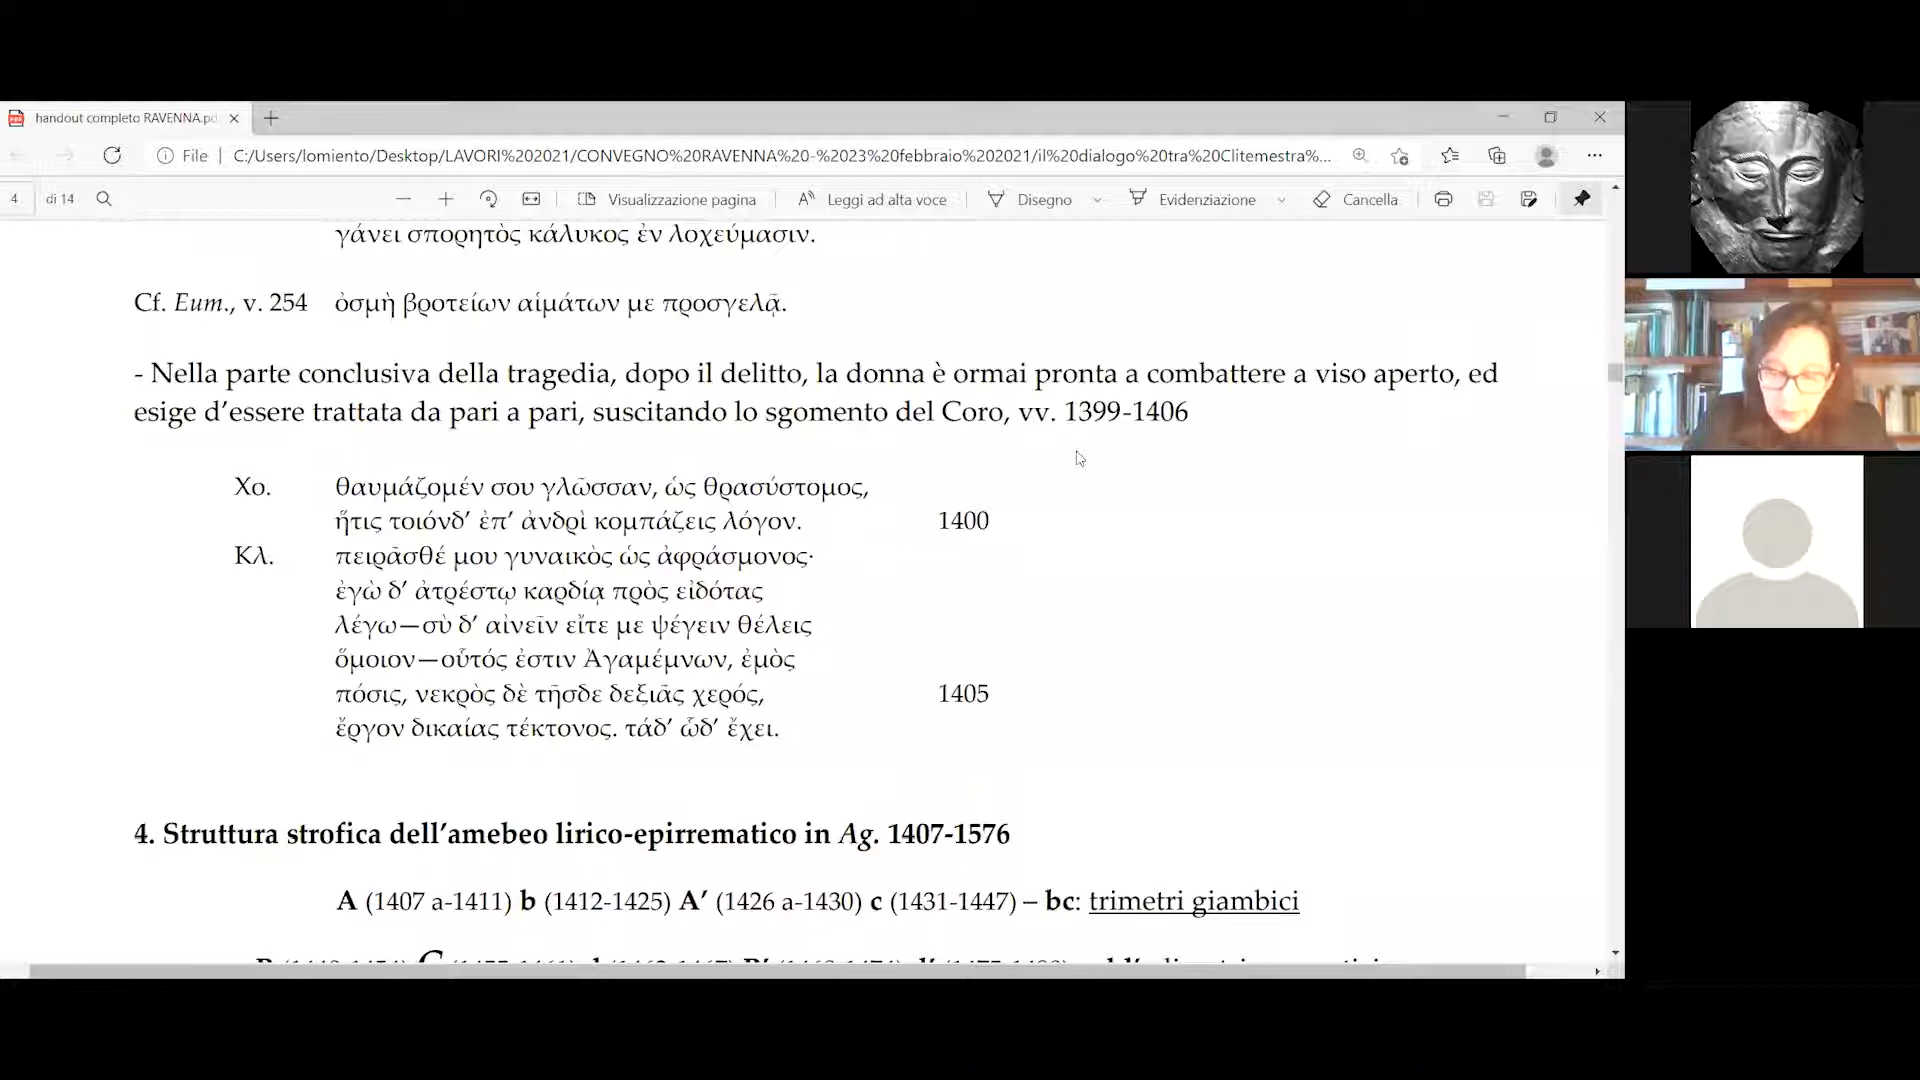 handout completo RAVENNA.pd
File
C:/Users/lomiento/Desktop/LAVORI%202021/CONVEGNO%20RAVENNA%20-%2023%20febbraio%202021/il%20dialogo%20tra%20Clitemestra%...
4 di 14
Visualizzazione pagina
Leggi ad alta voce
Disegno
Evidenziazione
Cancella
γάνει σπορητὸς κάλυκος ἐν λοχεύμασιν.
Cf. Eum., v. 254 ὀσμὴ βροτείων αἱμάτων με προσγελᾷ.
- Nella parte conclusiva della tragedia, dopo il delitto, la donna è ormai pronta a combattere a viso aperto, ed
esige d’essere trattata da pari a pari, suscitando lo sgomento del Coro, vv. 1399-1406
Χο. θαυμάζομέν σου γλῶσσαν, ὡς θρασύστομος,
ἥτις τοιόνδ’ ἐπ’ ἀνδρὶ κομπάζεις λόγον. 1400
Κλ. πειρᾶσθέ μου γυναικὸς ὡς ἀφράσμονος·
ἐγὼ δ’ ἀτρέστῳ καρδίᾳ πρὸς εἰδότας
λέγω—σὺ δ’ αἰνεῖν εἴτε με ψέγειν θέλεις
ὅμοιον—οὗτός ἐστιν Ἀγαμέμνων, ἐμὸς
πόσις, νεκρὸς δὲ τῆσδε δεξιᾶς χερός, 1405
ἔργον δικαίας τέκτονος. τάδ’ ὧδ’ ἔχει.
4. Struttura strofica dell’amebeo lirico-epirrematico in Ag. 1407-1576
A (1407 a-1411) b (1412-1425) A’ (1426 a-1430) c (1431-1447) – bc: trimetri giambici